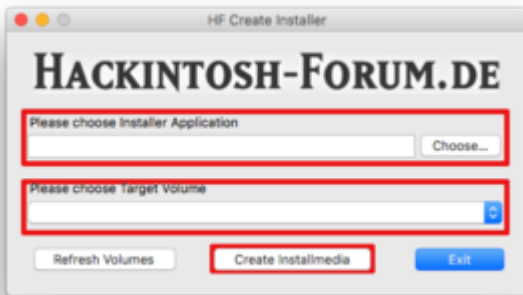 HF Create Installer
HACKINTOSH-FORUM.DE
Please choose Installer Application
Choose...
Please choose Target Volume
Refresh Volumes Create Installmedia Exit